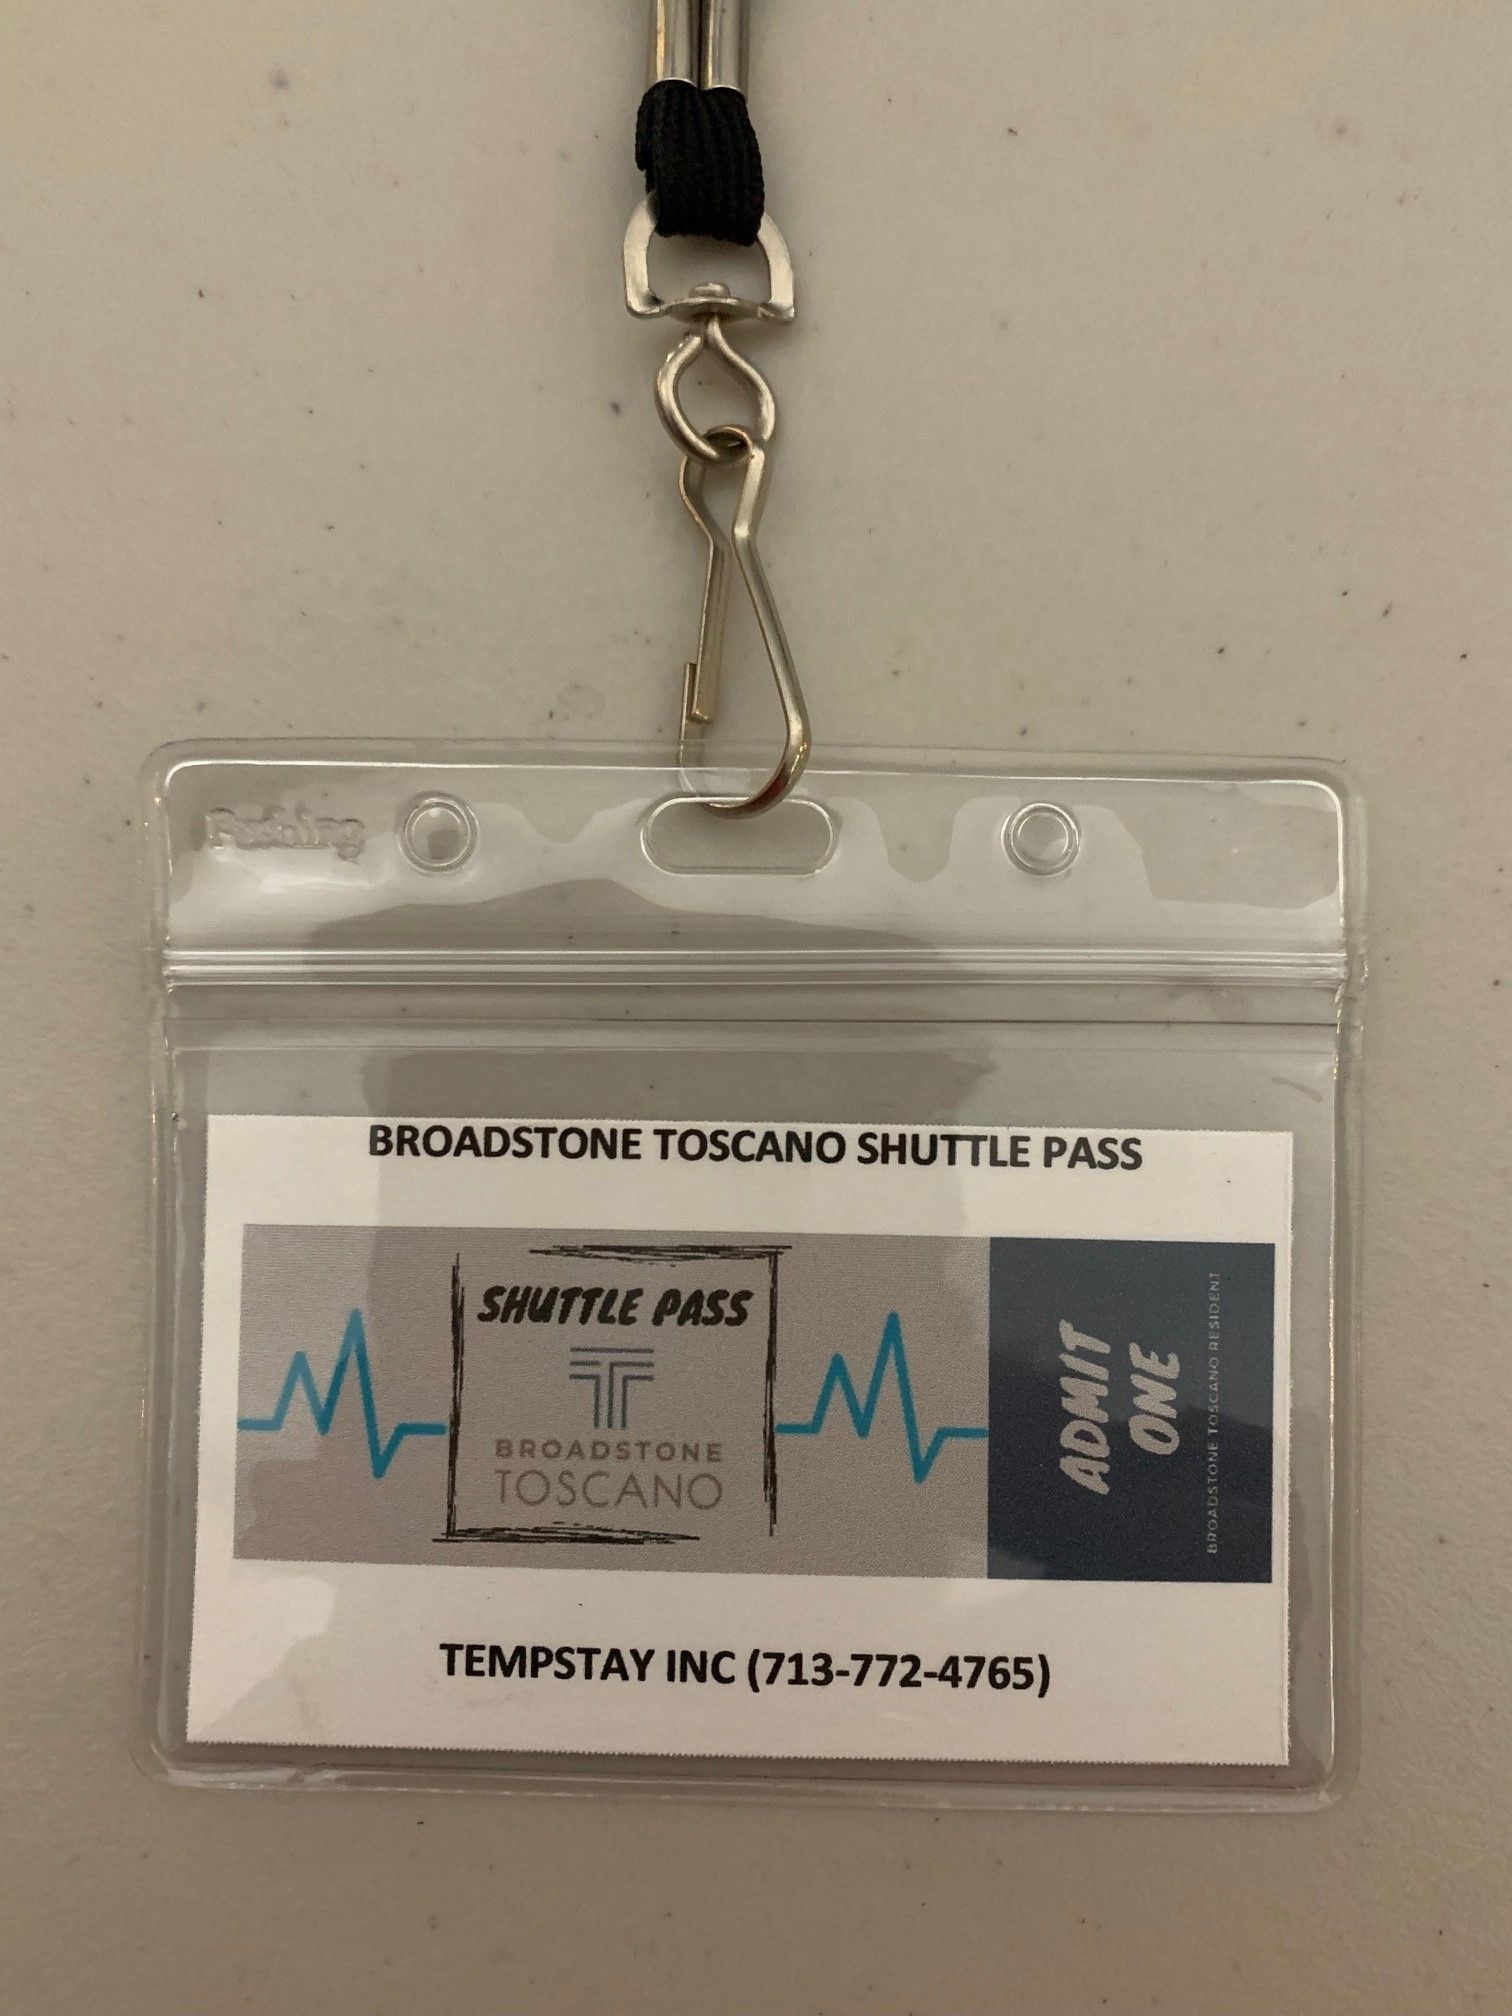 BROADSTONE TOSCANO SHUTTLE PASS
SHUTTLE PASS
BROADSTONE
TOSCANO
ADMIT
ONE
BROADSTONE TOSCANO RESIDENT
TEMPSTAY INC (713-772-4765)